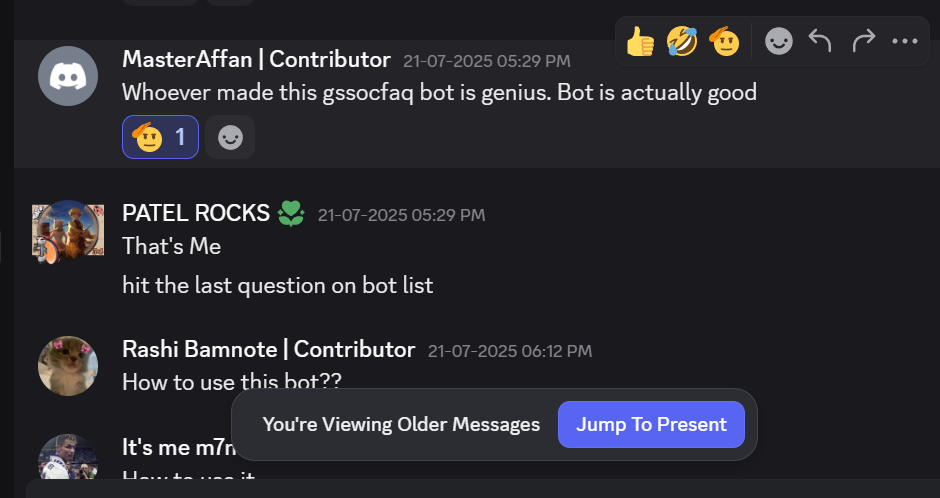 MasterAffan | Contributor 21-07-2025 05:29 PM
Whoever made this gssocfaq bot is genius. Bot is actually good
1
PATEL ROCKS 21-07-2025 05:29 PM
That's Me
hit the last question on bot list
Rashi Bamnote | Contributor 21-07-2025 06:12 PM
How to use this bot??
You're Viewing Older Messages Jump To Present
It's me
How to use it